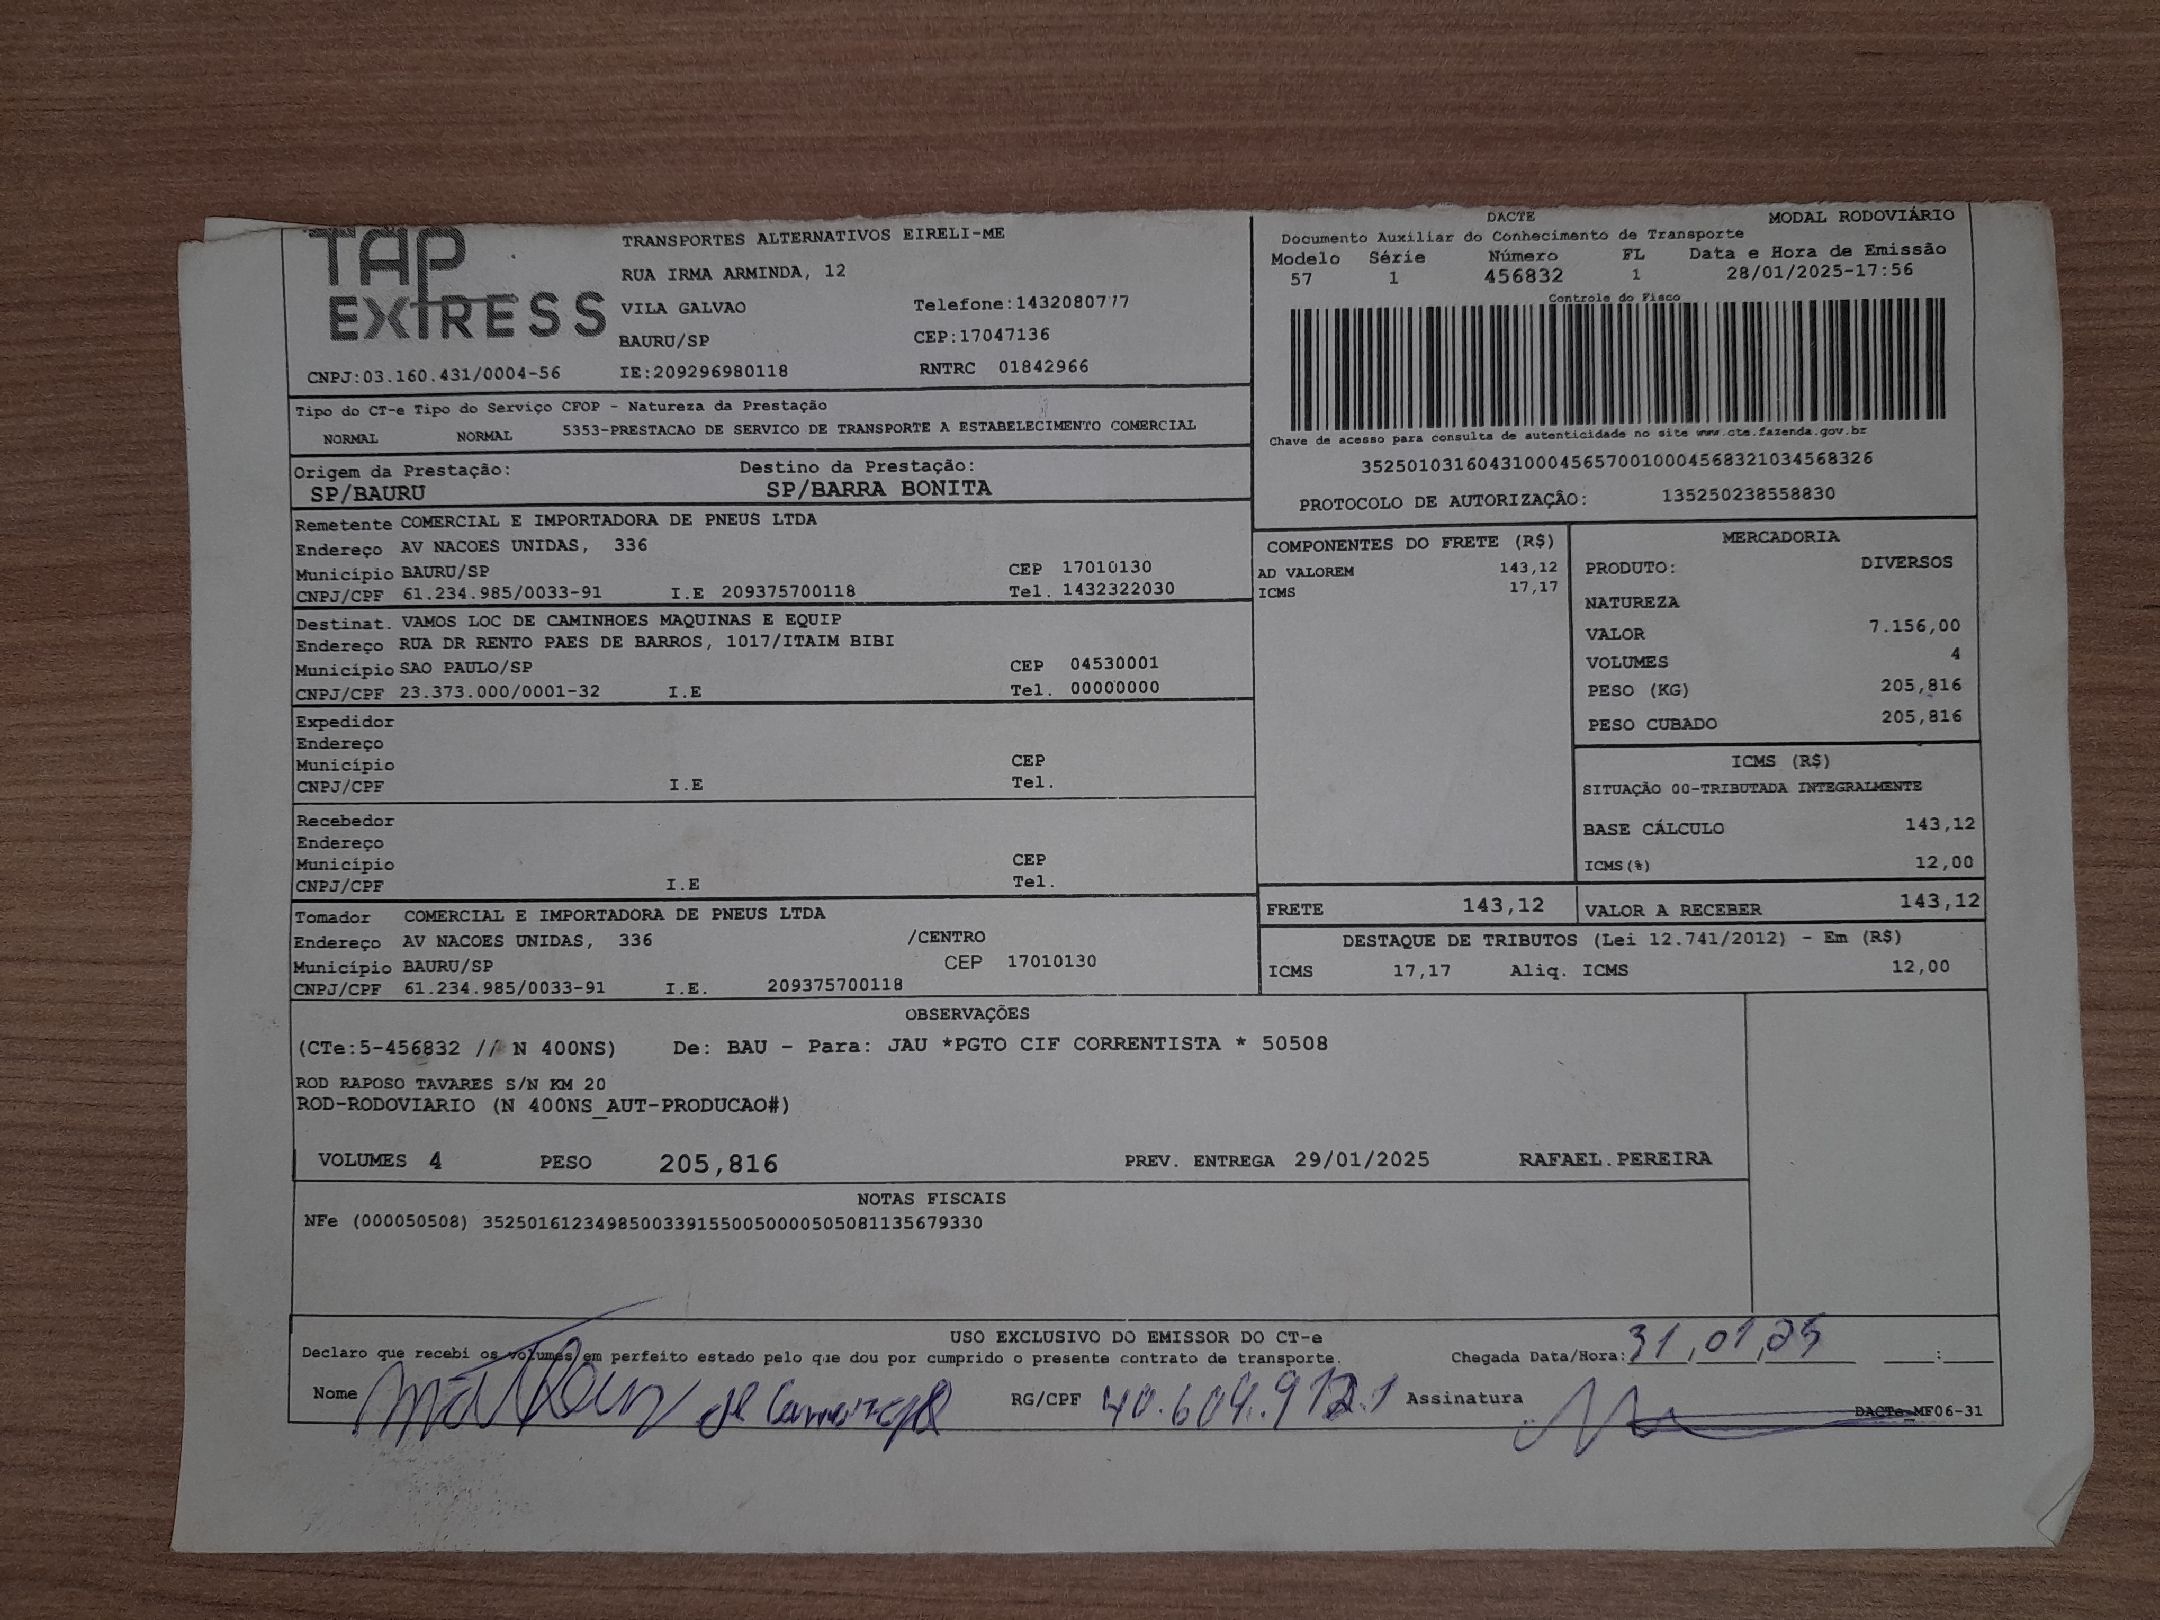 TAP
EXPRESS
TRANSPORTES ALTERNATIVOS EIRELI-ME
RUA IRMA ARMINDA, 12
VILA GALVAO Telefone:1432080777
BAURU/SP CEP:17047136
CNPJ:03.160.431/0004-56 IE:209296980118 RNTRC 01842966
DACTE MODAL RODOVIÁRIO
Documento Auxiliar do Conhecimento de Transporte
Modelo Série Número FL Data e Hora de Emissão
57 1 456832 1 28/01/2025-17:56
Controle do Fisco
Chave de acesso para consulta de autenticidade no site www.cte.fazenda.gov.br
35250103160431000456570010004568321034568326
PROTOCOLO DE AUTORIZAÇÃO: 135250238558830
Tipo do CT-e Tipo do Serviço CFOP - Natureza da Prestação
NORMAL NORMAL 5353-PRESTACAO DE SERVICO DE TRANSPORTE A ESTABELECIMENTO COMERCIAL
Origem da Prestação: Destino da Prestação:
SP/BAURU SP/BARRA BONITA
Remetente COMERCIAL E IMPORTADORA DE PNEUS LTDA
Endereço AV NACOES UNIDAS, 336
Município BAURU/SP CEP 17010130
CNPJ/CPF 61.234.985/0033-91 I.E 209375700118 Tel. 1432322030
Destinat. VAMOS LOC DE CAMINHOES MAQUINAS E EQUIP
Endereço RUA DR RENTO PAES DE BARROS, 1017/ITAIM BIBI
Município SAO PAULO/SP CEP 04530001
CNPJ/CPF 23.373.000/0001-32 I.E Tel. 00000000
Expedidor
Endereço
Município CEP
CNPJ/CPF I.E Tel.
Recebedor
Endereço
Município CEP
CNPJ/CPF I.E Tel.
Tomador COMERCIAL E IMPORTADORA DE PNEUS LTDA
Endereço AV NACOES UNIDAS, 336 /CENTRO
Município BAURU/SP CEP 17010130
CNPJ/CPF 61.234.985/0033-91 I.E. 209375700118
COMPONENTES DO FRETE (R$)
AD VALOREM 143,12
ICMS 17,17
MERCADORIA
PRODUTO: DIVERSOS
NATUREZA
VALOR 7.156,00
VOLUMES 4
PESO (KG) 205,816
PESO CUBADO 205,816
ICMS (R$)
SITUAÇÃO 00-TRIBUTADA INTEGRALMENTE
BASE CÁLCULO 143,12
ICMS(%) 12,00
FRETE 143,12 VALOR A RECEBER 143,12
DESTAQUE DE TRIBUTOS (Lei 12.741/2012) - Em (R$)
ICMS 17,17 Aliq. ICMS 12,00
OBSERVAÇÕES
(CTe:5-456832 // N 400NS) De: BAU - Para: JAU *PGTO CIF CORRENTISTA * 50508
ROD RAPOSO TAVARES S/N KM 20
ROD-RODOVIARIO (N 400NS_AUT-PRODUCAO#)
VOLUMES 4 PESO 205,816 PREV. ENTREGA 29/01/2025 RAFAEL.PEREIRA
NOTAS FISCAIS
NFe (000050508) 35250161234985003391550050000505081135679330
USO EXCLUSIVO DO EMISSOR DO CT-e
Declaro que recebi os volumes em perfeito estado pelo que dou por cumprido o presente contrato de transporte. Chegada Data/Hora: 31,01,25 :
Nome RG/CPF Assinatura
DACTe_MF06-31